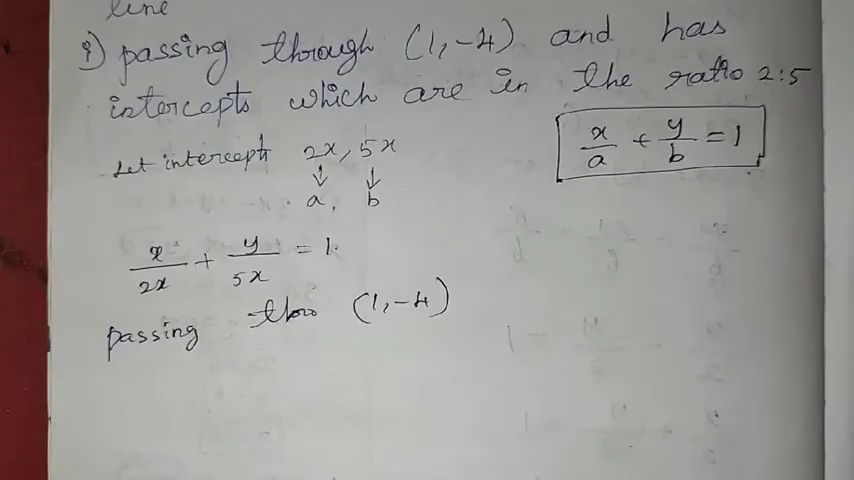 line
i) passing through (1,-4) and has
intercepts which are in the ratio 2:5
x/a + y/b = 1
Let intercept 2x, 5x
↓ ↓
a, b
x/2x + y/5x = 1.
passing thro (1,-4)